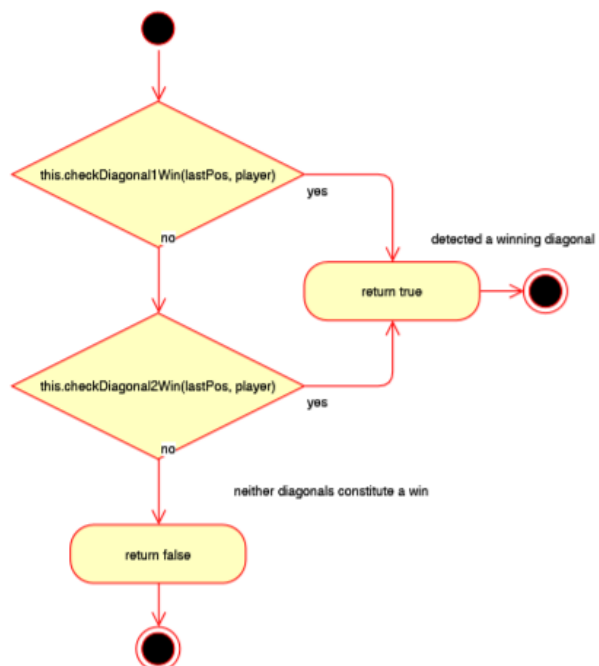 this.checkDiagonal1Win(lastPos, player)
yes
no
detected a winning diagonal
return true
this.checkDiagonal2Win(lastPos, player)
yes
no
neither diagonals constitute a win
return false